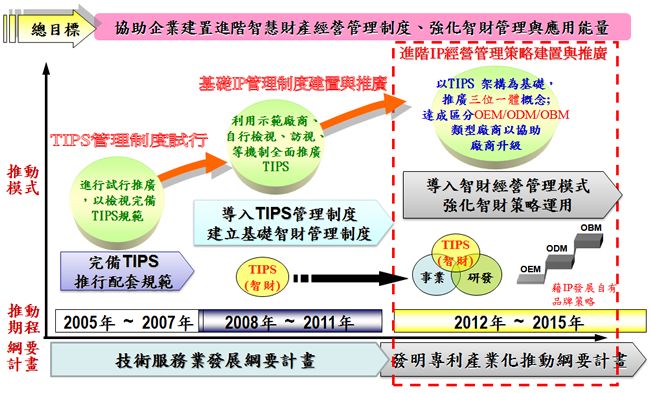 總目標
協助企業建置進階智慧財產經營管理制度、強化智財管理與應用能量
進階IP經營管理策略建置與推廣
基礎IP管理制度建置與推廣
TIPS管理制度試行
以TIPS 架構為基礎，
推廣三位一體概念;
達成區分OEM/ODM/OBM
類型廠商以協助
廠商升級
利用示範廠商、
自行檢視、訪視、
等機制全面推廣
TIPS
進行試行推廣
，以檢視完備
TIPS規範
推動
模式
導入智財經營管理模式
強化智財策略運用
導入TIPS管理制度
建立基礎智財管理制度
完備TIPS
推行配套規範
TIPS
(智財)
TIPS
(智財)
事業
研發
OEM
ODM
OBM
藉IP發展自有
品牌策略
推動
期程
2005年 ~ 2007年
2008年 ~ 2011年
2012年 ~ 2015年
綱要
計畫
技術服務業發展綱要計畫
發明專利產業化推動綱要計畫